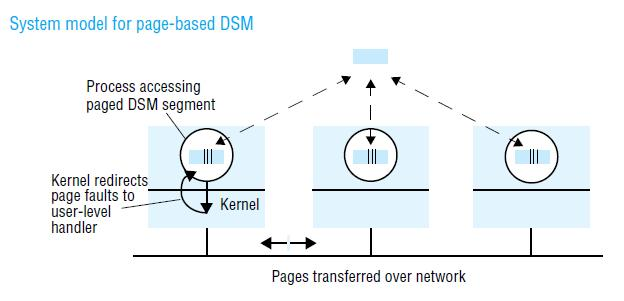 System model for page-based DSM
Process accessing
paged DSM segment
Kernel redirects
page faults to
user-level
handler
Kernel
Pages transferred over network